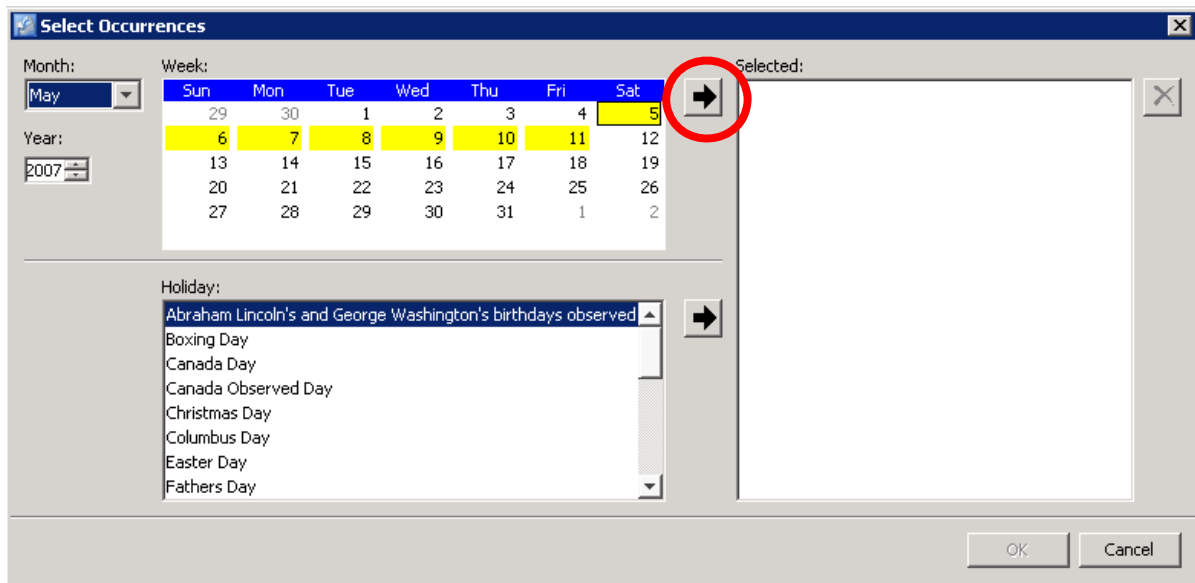 Select Occurrences
Month:
Week:
Selected:
May
Sun Mon Tue Wed Thu Fri Sat
29 30 1 2 3 4 5
Year:
6 7 8 9 10 11 12
2007
13 14 15 16 17 18 19
20 21 22 23 24 25 26
27 28 29 30 31 1 2
Holiday:
Abraham Lincoln's and George Washington's birthdays observed
Boxing Day
Canada Day
Canada Observed Day
Christmas Day
Columbus Day
Easter Day
Fathers Day
OK
Cancel